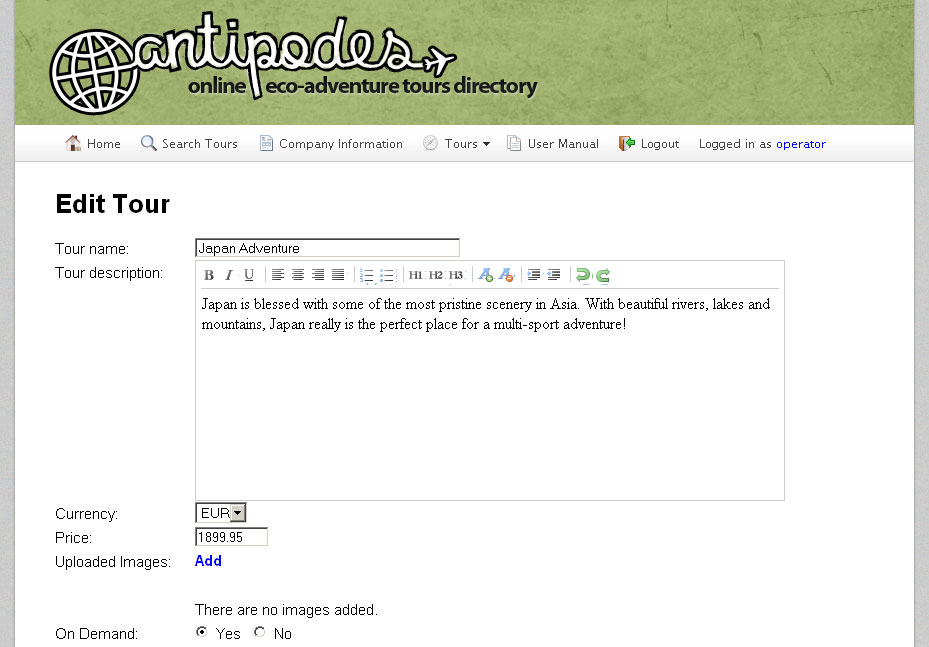 antipodes
online eco-adventure tours directory
Home Search Tours Company Information Tours User Manual Logout Logged in as operator
Edit Tour
Tour name: Japan Adventure
Tour description:
B I U H1 H2 H3
Japan is blessed with some of the most pristine scenery in Asia. With beautiful rivers, lakes and
mountains, Japan really is the perfect place for a multi-sport adventure!
Currency: EUR
Price: 1899.95
Uploaded Images: Add
There are no images added.
On Demand: Yes No